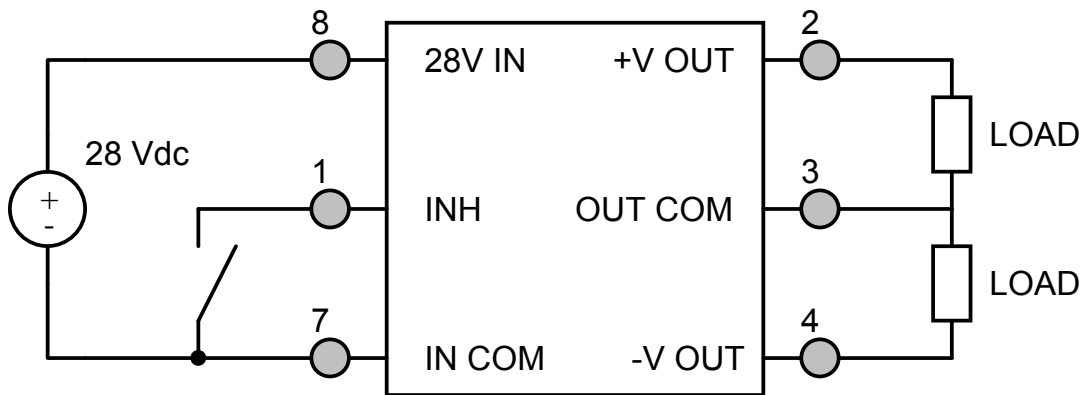 8
2
28V IN
+V OUT
28 Vdc
LOAD
+
-
1
3
INH
OUT COM
LOAD
7
4
IN COM
-V OUT